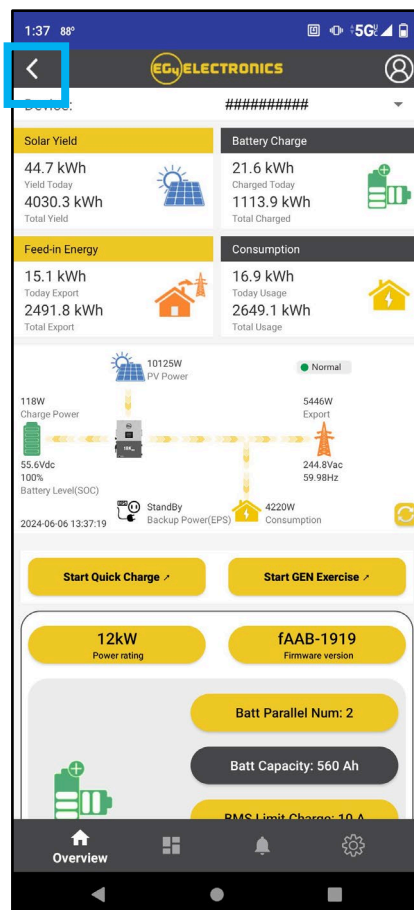 1:37 88° 5G
EG4 ELECTRONICS
Device: ##########
Solar Yield
44.7 kWh
Yield Today
4030.3 kWh
Total Yield
Battery Charge
21.6 kWh
Charged Today
1113.9 kWh
Total Charged
Feed-in Energy
15.1 kWh
Today Export
2491.8 kWh
Total Export
Consumption
16.9 kWh
Today Usage
2649.1 kWh
Total Usage
10125W
PV Power
Normal
118W
Charge Power
5446W
Export
55.6Vdc
100%
Battery Level(SOC)
244.8Vac
59.98Hz
StandBy
Backup Power(EPS)
4220W
Consumption
2024-06-06 13:37:19
Start Quick Charge ↗
Start GEN Exercise ↗
12kW
Power rating
fAAB-1919
Firmware version
Batt Parallel Num: 2
Batt Capacity: 560 Ah
BMS Limit Charge: 10 A
Overview